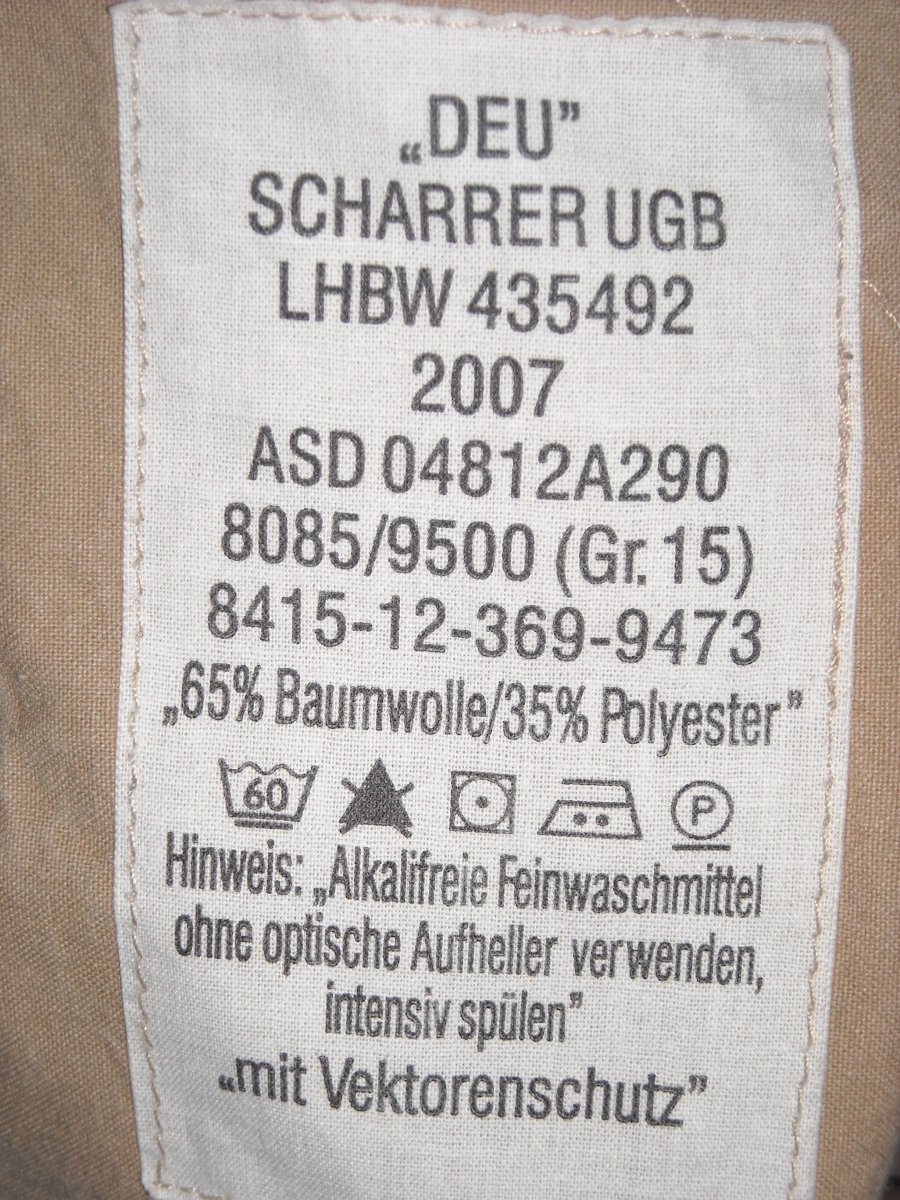 „DEU”
SCHARRER UGB
LHBW 435492
2007
ASD 04812A290
8085/9500 (Gr. 15)
8415-12-369-9473
„65% Baumwolle/35% Polyester”
60 P
Hinweis: „Alkalifreie Feinwaschmittel
ohne optische Aufheller verwenden,
intensiv spülen”
„mit Vektorenschutz”